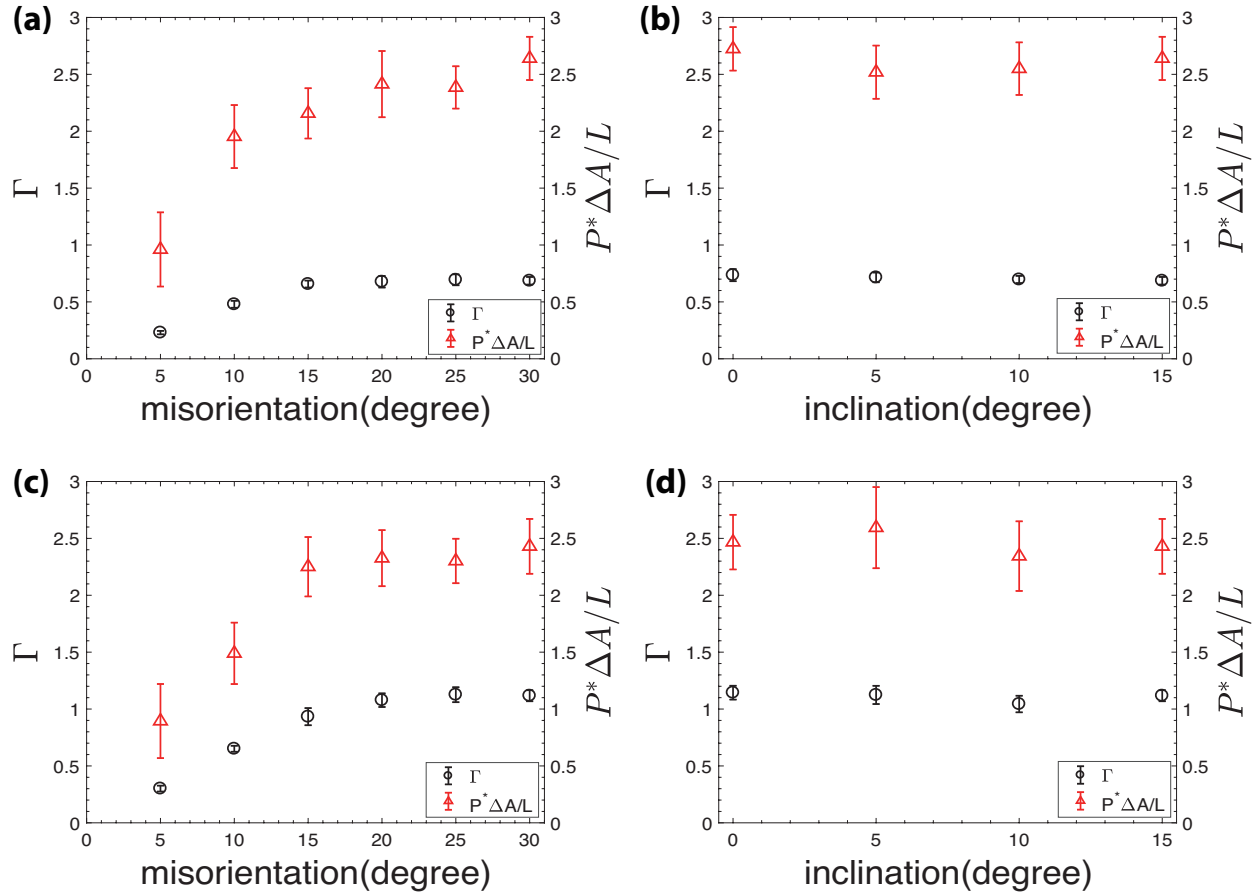 (a)
3
2.5
2
1.5
1
0.5
0
Γ
3
2.5
2
1.5
1
0.5
0
P*ΔA/L
Γ
P*ΔA/L
0 5 10 15 20 25 30
misorientation(degree)
(b)
3
2.5
2
1.5
1
0.5
0
Γ
3
2.5
2
1.5
1
0.5
0
P*ΔA/L
Γ
P*ΔA/L
0 5 10 15
inclination(degree)
(c)
3
2.5
2
1.5
1
0.5
0
Γ
3
2.5
2
1.5
1
0.5
0
P*ΔA/L
Γ
P*ΔA/L
0 5 10 15 20 25 30
misorientation(degree)
(d)
3
2.5
2
1.5
1
0.5
0
Γ
3
2.5
2
1.5
1
0.5
0
P*ΔA/L
Γ
P*ΔA/L
0 5 10 15
inclination(degree)